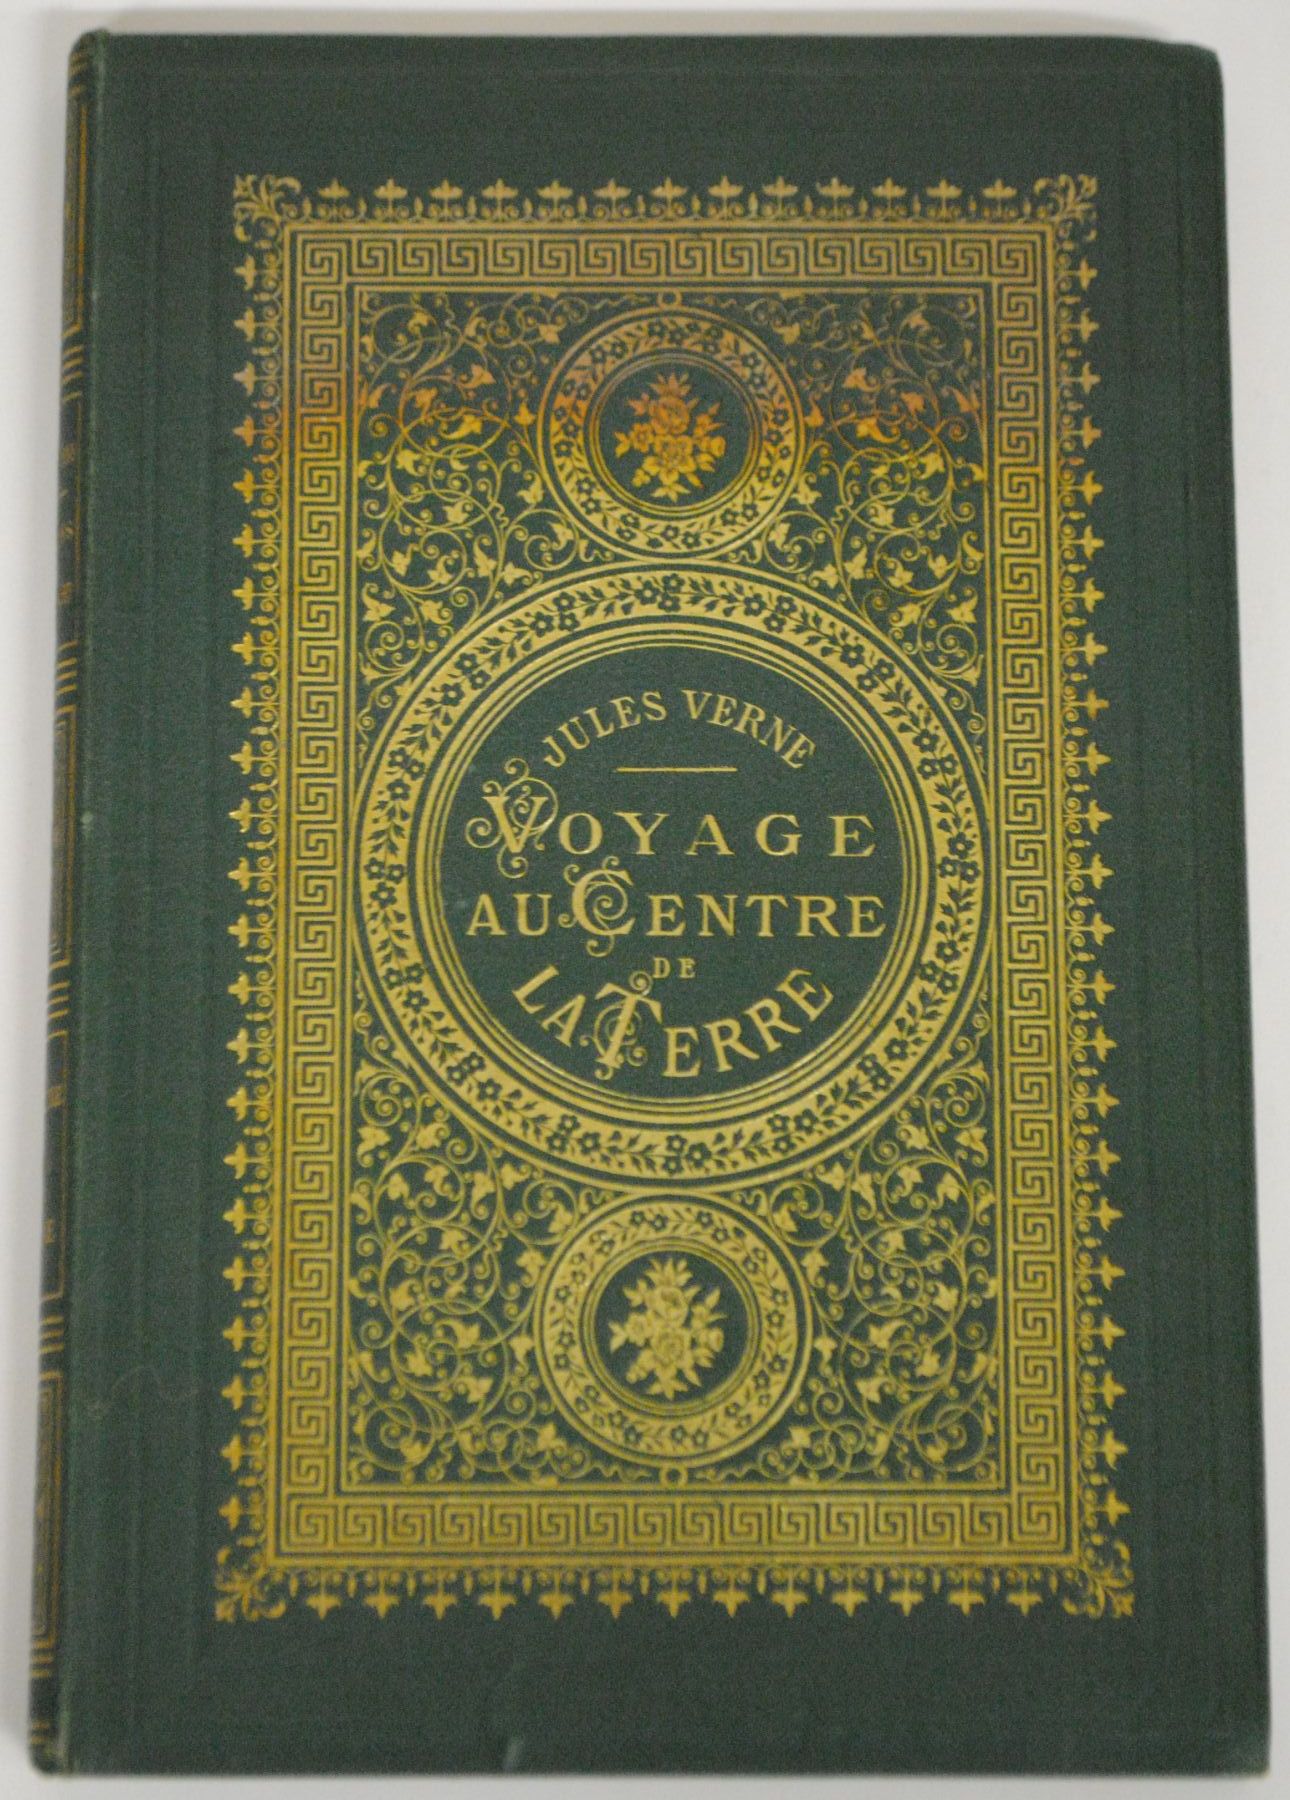 JULES VERNE
VOYAGE
AU CENTRE
DE
LA TERRE